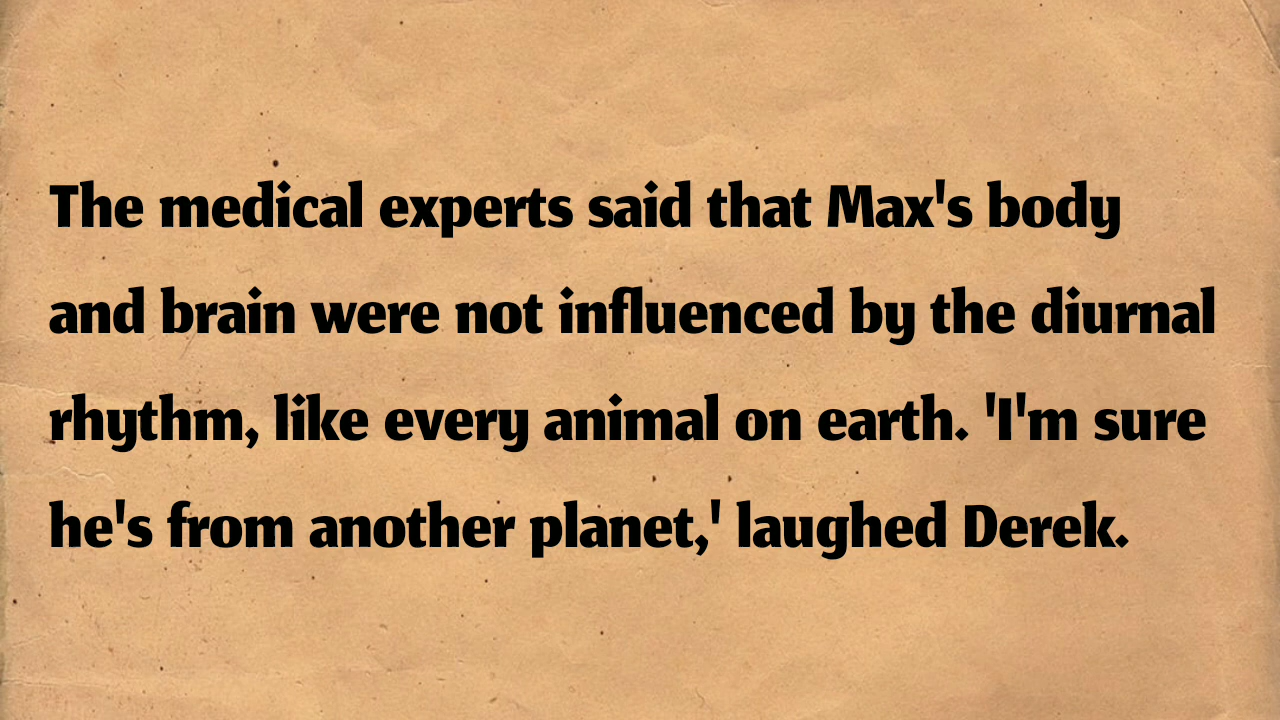 The medical experts said that Max's body
and brain were not influenced by the diurnal
rhythm, like every animal on earth. 'I'm sure
he's from another planet,' laughed Derek.